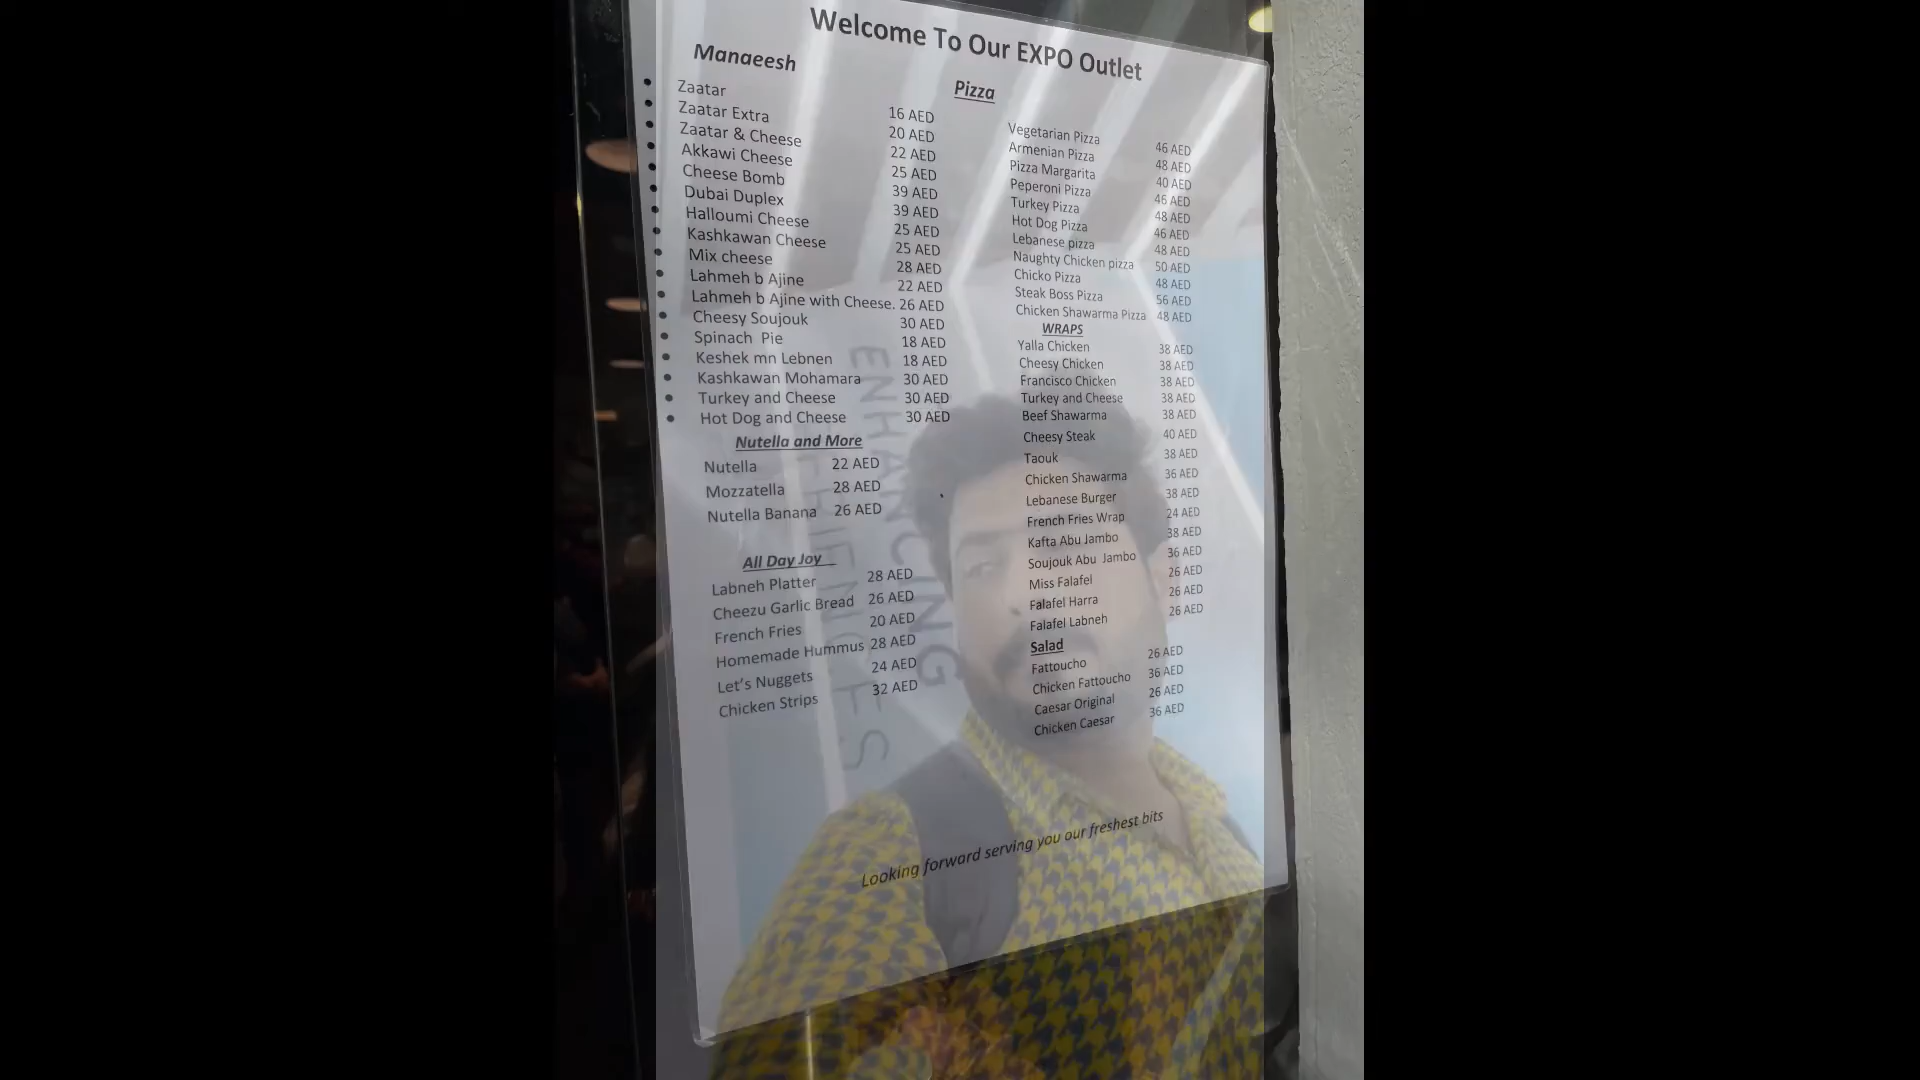 Welcome To Our EXPO Outlet
Manaeesh
Zaatar 16 AED
Zaatar Extra 20 AED
Zaatar & Cheese 22 AED
Akkawi Cheese 25 AED
Cheese Bomb 39 AED
Dubai Duplex 39 AED
Halloumi Cheese 25 AED
Kashkawan Cheese 25 AED
Mix cheese 28 AED
Lahmeh b Ajine 22 AED
Lahmeh b Ajine with Cheese. 26 AED
Cheesy Soujouk 30 AED
Spinach Pie 18 AED
Keshek mn Lebnen 18 AED
Kashkawan Mohamara 30 AED
Turkey and Cheese 30 AED
Hot Dog and Cheese 30 AED
Nutella and More
Nutella 22 AED
Mozzatella 28 AED
Nutella Banana 26 AED
All Day Joy
Labneh Platter 28 AED
Cheezu Garlic Bread 26 AED
French Fries 20 AED
Homemade Hummus 28 AED
Let's Nuggets 24 AED
Chicken Strips 32 AED
Pizza
Vegetarian Pizza 46 AED
Armenian Pizza 48 AED
Pizza Margarita 40 AED
Peperoni Pizza 46 AED
Turkey Pizza 48 AED
Hot Dog Pizza 46 AED
Lebanese pizza 48 AED
Naughty Chicken pizza 50 AED
Chicko Pizza 48 AED
Steak Boss Pizza 56 AED
Chicken Shawarma Pizza 48 AED
WRAPS
Yalla Chicken 38 AED
Cheesy Chicken 38 AED
Francisco Chicken 38 AED
Turkey and Cheese 38 AED
Beef Shawarma 38 AED
Cheesy Steak 40 AED
Taouk 38 AED
Chicken Shawarma 36 AED
Lebanese Burger 38 AED
French Fries Wrap 24 AED
Kafta Abu Jambo 38 AED
Soujouk Abu Jambo 36 AED
Miss Falafel 26 AED
Falafel Harra 26 AED
Falafel Labneh 26 AED
Salad
Fattoucho 26 AED
Chicken Fattoucho 36 AED
Caesar Original 26 AED
Chicken Caesar 36 AED
Looking forward serving you our freshest bits
ENHANCING